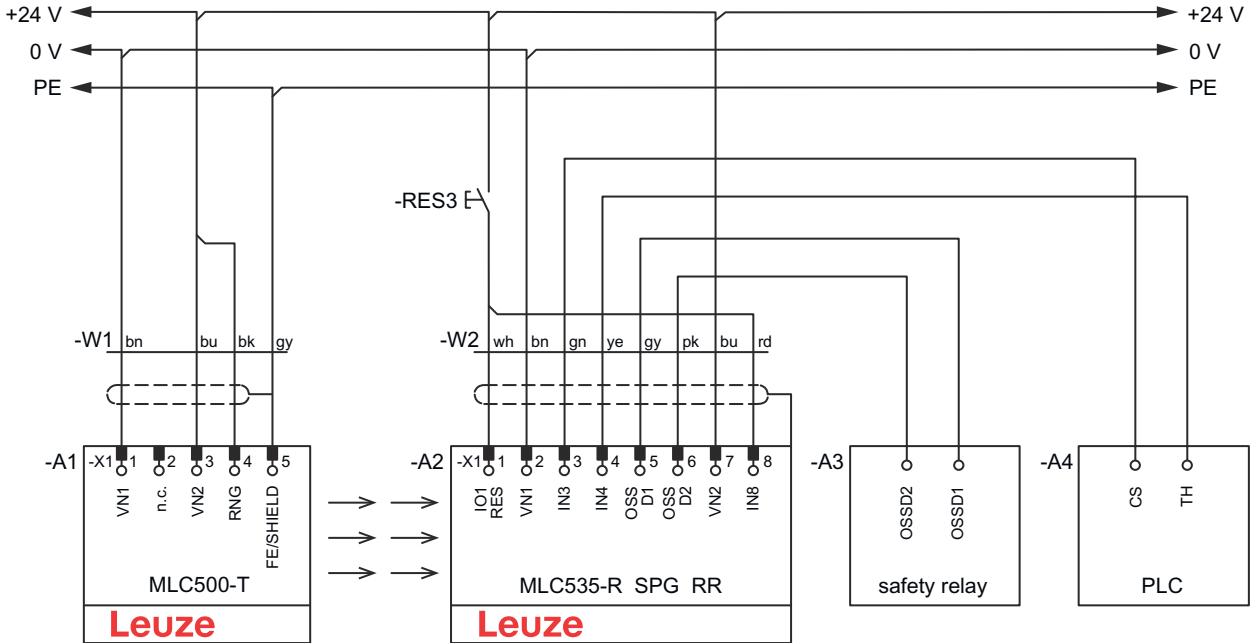 +24 V +24 V
0 V 0 V
PE PE
-RES3
-W1 bn bu bk gy
-W2 wh bn gn ye gy pk bu rd
-A1 -X1 1 2 3 4 5
VN1
n.c.
VN2
RNG
FE/SHIELD
MLC500-T
Leuze
-A2 -X1 1 2 3 4 5 6 7 8
IO1
RES
VN1
IN3
IN4
OSS
D1
OSS
D2
VN2
IN8
MLC535-R SPG RR
Leuze
-A3
OSSD2
OSSD1
safety relay
-A4
CS
TH
PLC